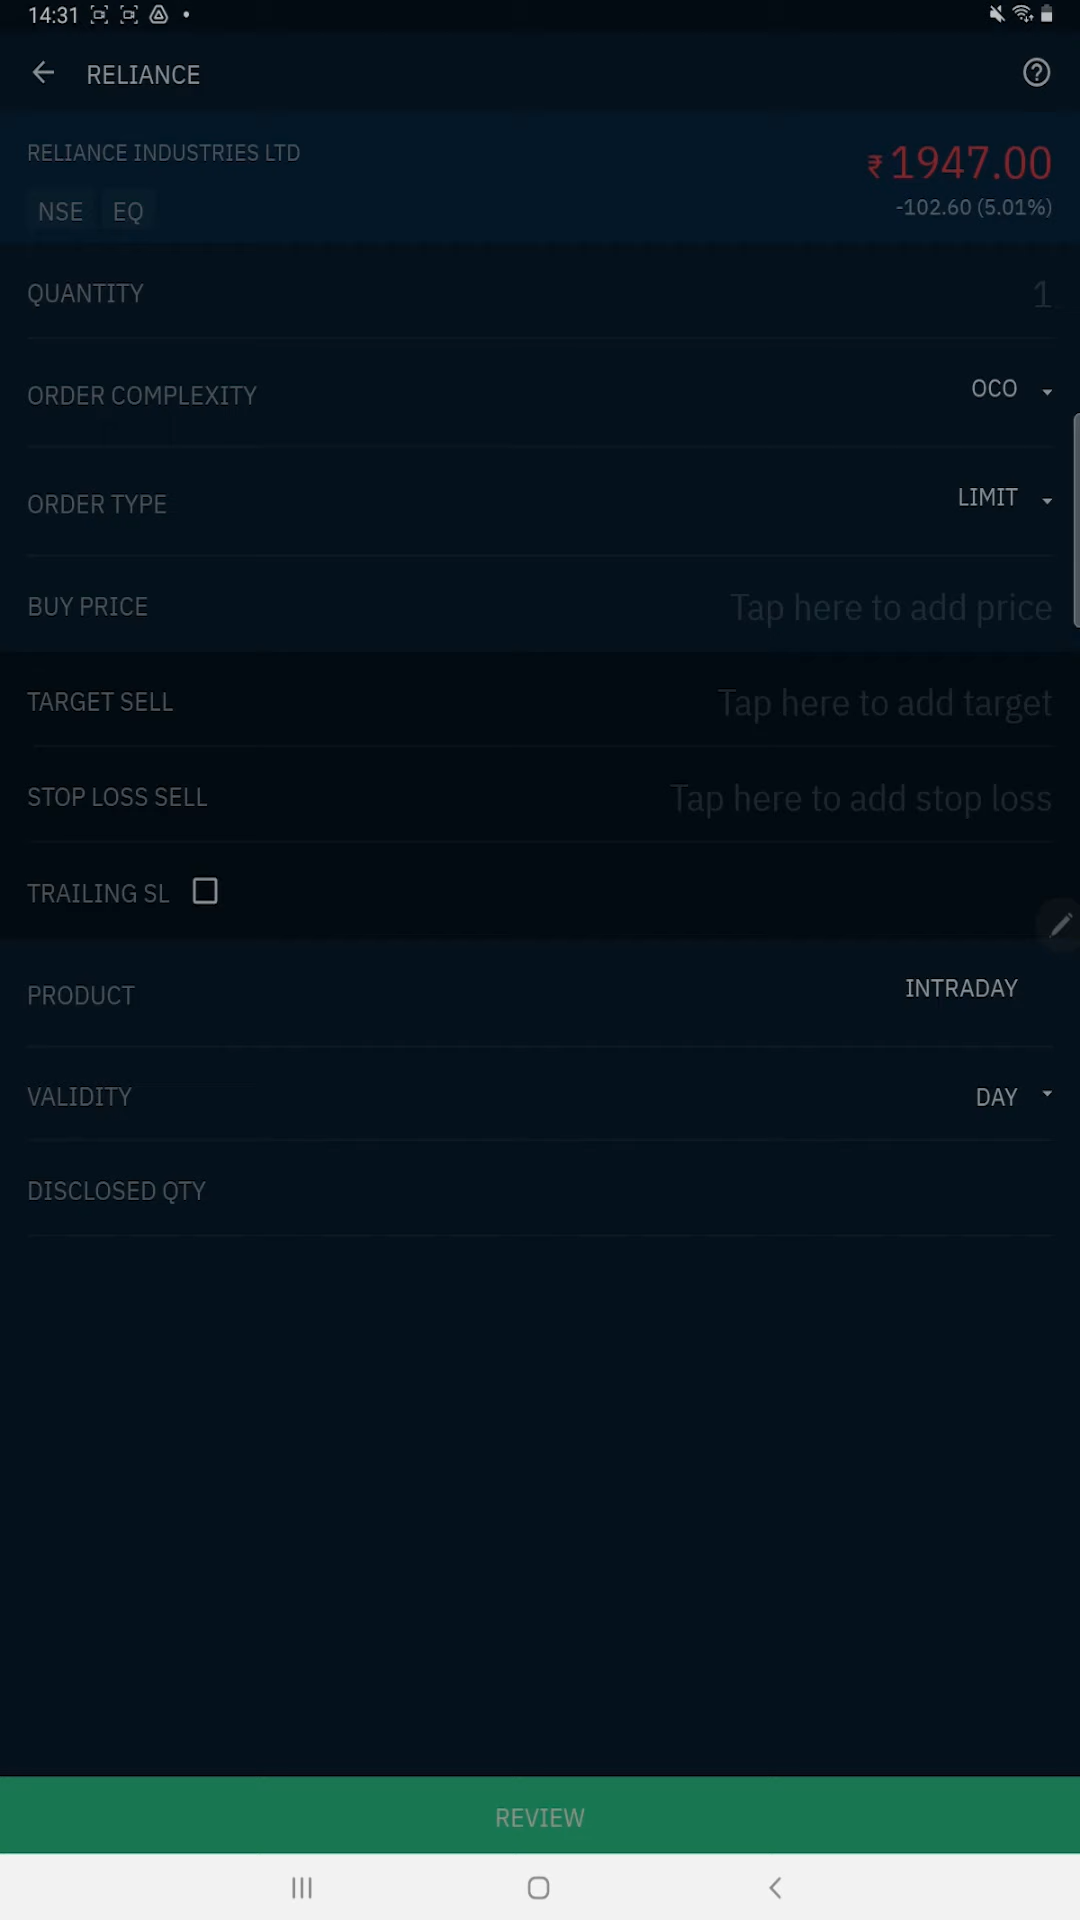 14:31
RELIANCE
RELIANCE INDUSTRIES LTD
₹1947.00
NSE EQ
-102.60 (5.01%)
QUANTITY 1
ORDER COMPLEXITY OCO
ORDER TYPE LIMIT
BUY PRICE Tap here to add price
TARGET SELL Tap here to add target
STOP LOSS SELL Tap here to add stop loss
TRAILING SL
PRODUCT INTRADAY
VALIDITY DAY
DISCLOSED QTY
REVIEW